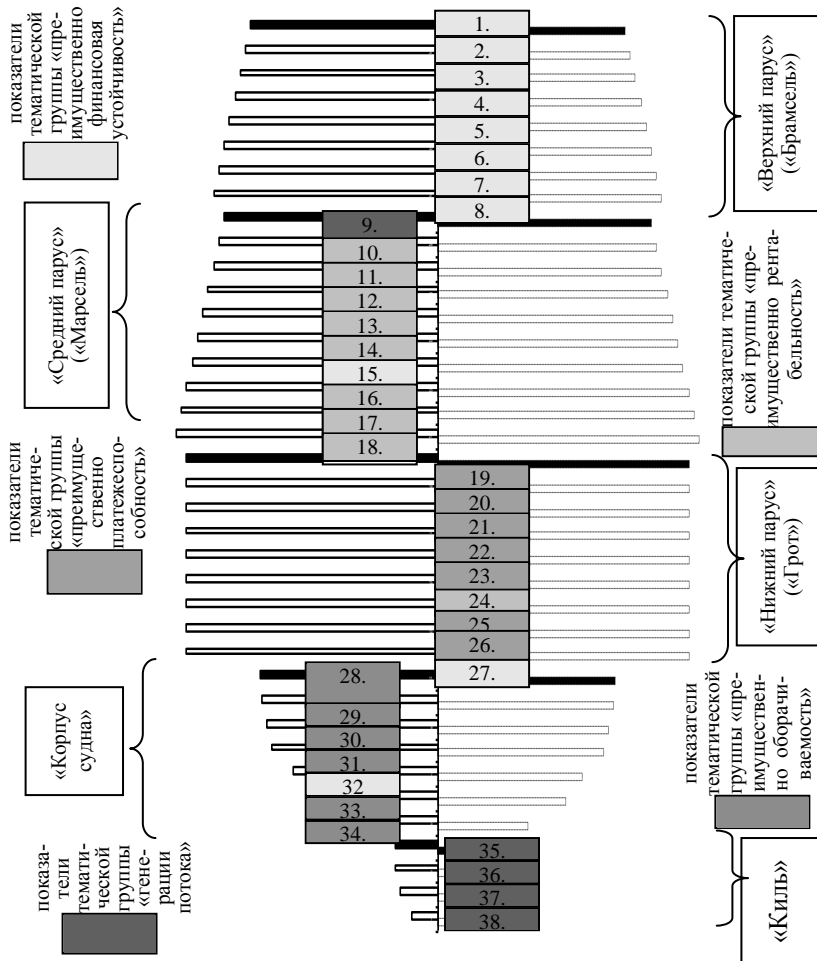 показатели
тематической
группы «пре-
имущественно
финансовая
устойчивость»
«Средний парус»
(«Марсель»)
показатели
тематиче-
ской группы
«преимуще-
ственно
платежеспо-
собность»
«Корпус
судна»
показа-
тели
темати-
ческой
группы
«гене-
рации
потока»
1.
2.
3.
4.
5.
6.
7.
8.
9.
10.
11.
12.
13.
14.
15.
16.
17.
18.
19.
20.
21.
22.
23.
24.
25
26.
27.
28.
29.
30.
31.
32
33.
34.
35.
36.
37.
38.
«Верхний парус»
(«Брамсель»)
показатели тематиче-
ской группы «пре-
имущественно рента-
бельность»
«Нижний парус»
(«Грот»)
показатели
тематической
группы «пре-
имуществен-
но оборачи-
ваемость»
«Киль»